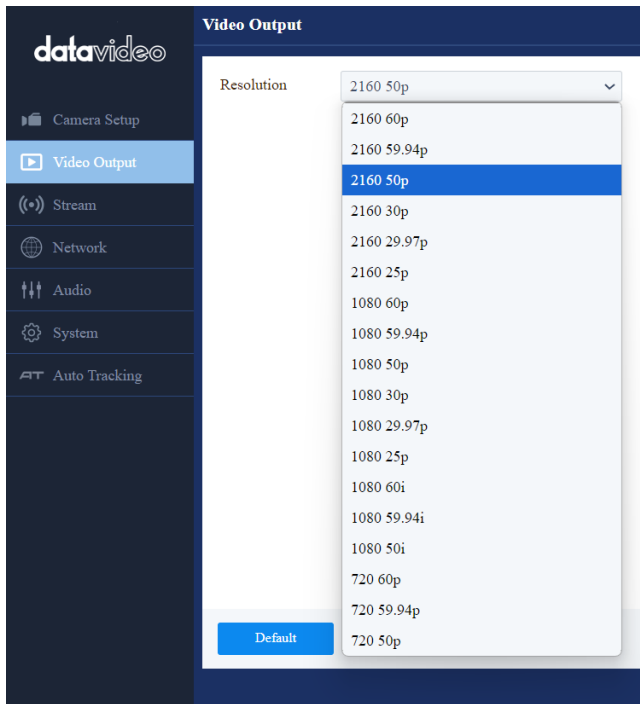 datavideo
Camera Setup
Video Output
Stream
Network
Audio
System
AT Auto Tracking
Video Output
Resolution
2160 50p
2160 60p
2160 59.94p
2160 50p
2160 30p
2160 29.97p
2160 25p
1080 60p
1080 59.94p
1080 50p
1080 30p
1080 29.97p
1080 25p
1080 60i
1080 59.94i
1080 50i
720 60p
720 59.94p
720 50p
Default